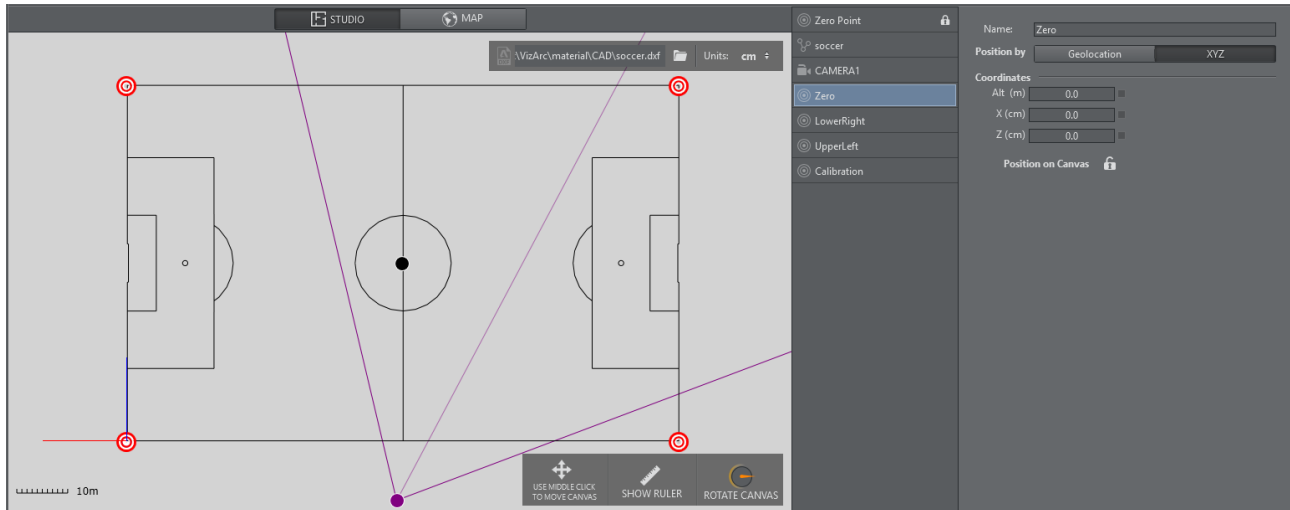 STUDIO
MAP
\VizArc\material\CAD\soccer.dxf
Units:
cm
10m
USE MIDDLE CLICK
TO MOVE CANVAS
SHOW RULER
ROTATE CANVAS
Zero Point
soccer
CAMERA1
Zero
LowerRight
UpperLeft
Calibration
Name: Zero
Position by Geolocation XYZ
Coordinates
Alt (m) 0.0
X (cm) 0.0
Z (cm) 0.0
Position on Canvas